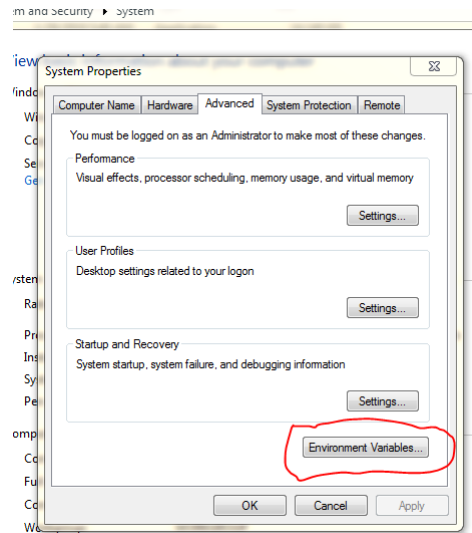 em and Security ▸ System
System Properties
Computer Name Hardware Advanced System Protection Remote
You must be logged on as an Administrator to make most of these changes.
Performance
Visual effects, processor scheduling, memory usage, and virtual memory
Settings...
User Profiles
Desktop settings related to your logon
Settings...
Startup and Recovery
System startup, system failure, and debugging information
Settings...
Environment Variables...
OK Cancel Apply